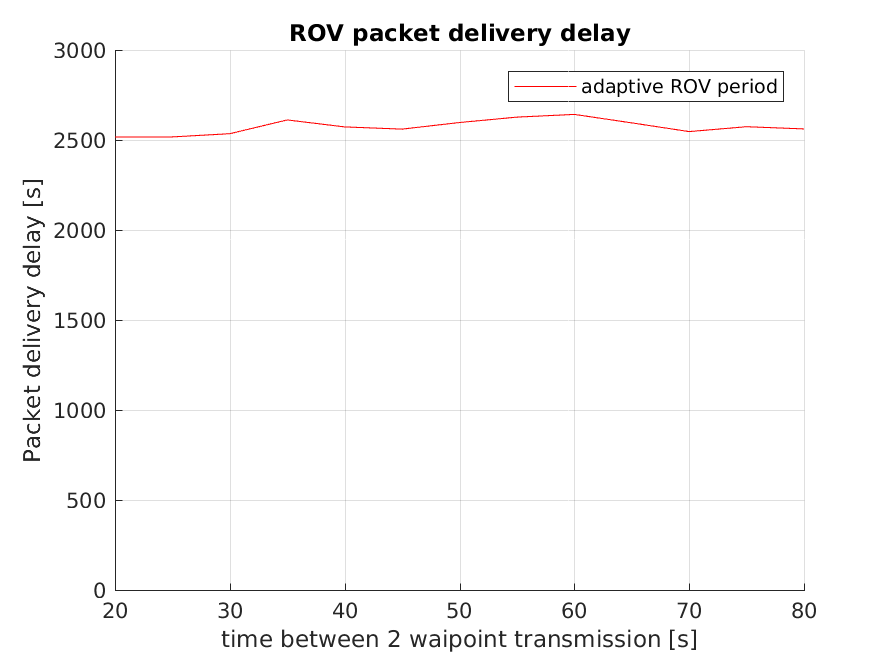 ROV packet delivery delay
3000
adaptive ROV period
2500
2000
1500
1000
500
0
Packet delivery delay [s]
20 30 40 50 60 70 80
time between 2 waipoint transmission [s]